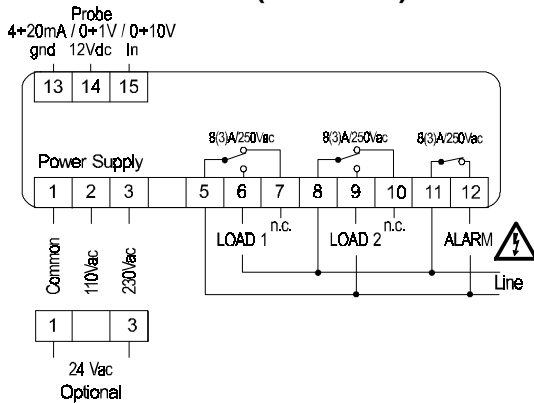 Probe
4÷20mA / 0÷1V / 0÷10V
gnd 12Vdc In
13 14 15
8(3)A/250Vac 8(3)A/250Vac 8(3)A/250Vac
Power Supply
1 2 3 5 6 7 8 9 10 11 12
n.c. n.c.
LOAD 1 LOAD 2 ALARM
Common 110Vac 230Vac
Line
1 3
24 Vac
Optional